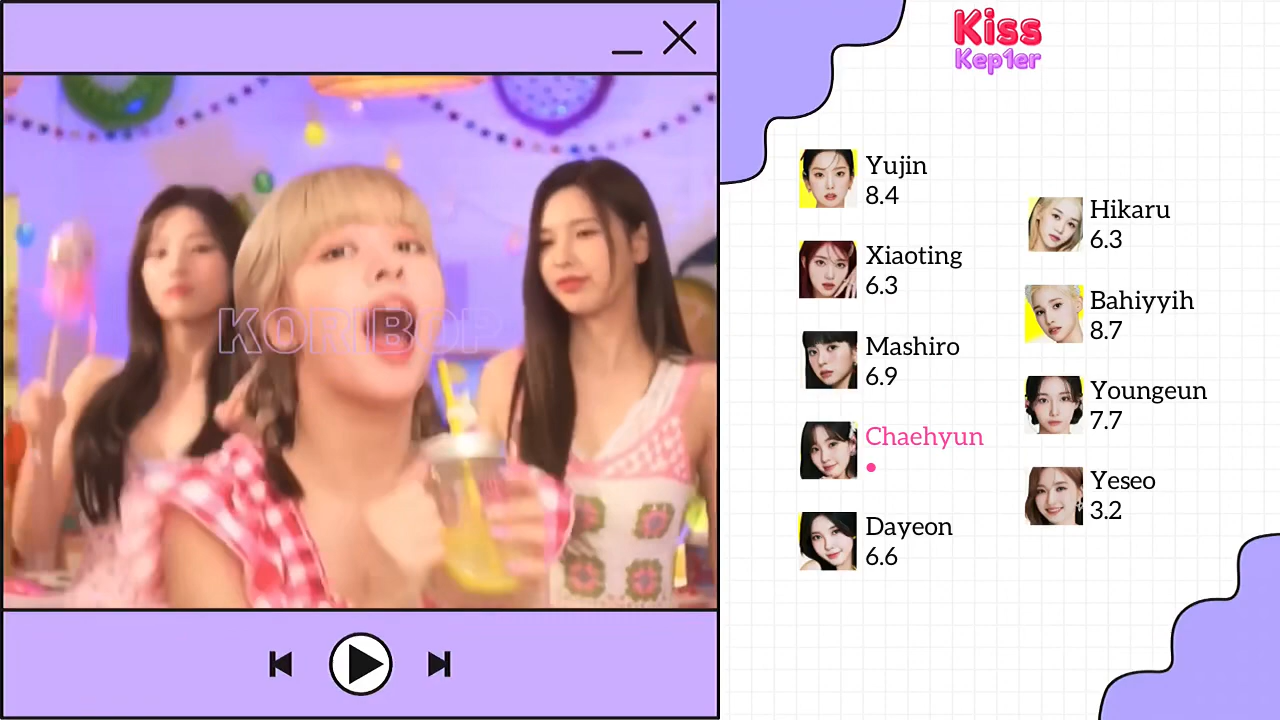 Kiss
Kep1er
KORIBOP
Yujin
8.4
Xiaoting
6.3
Mashiro
6.9
Chaehyun
Dayeon
6.6
Hikaru
6.3
Bahiyyih
8.7
Youngeun
7.7
Yeseo
3.2